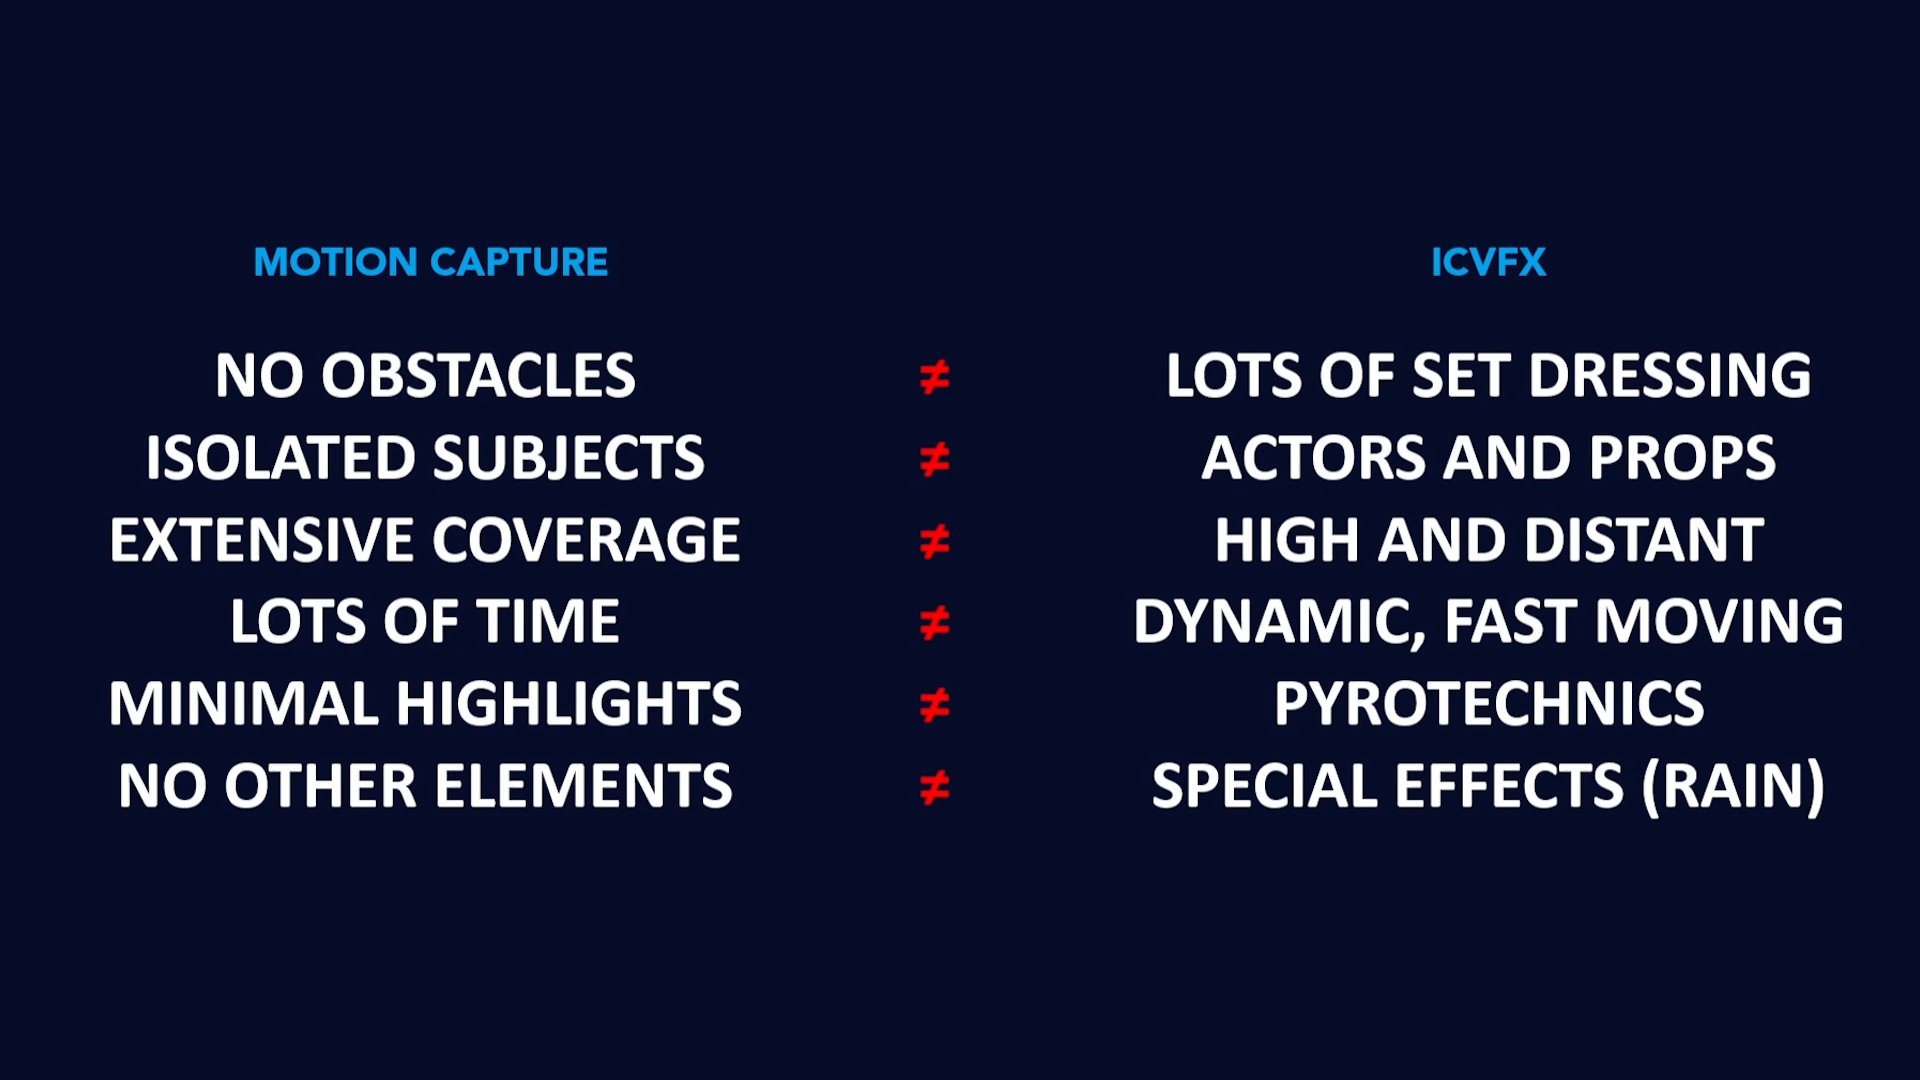 MOTION CAPTURE ICVFX
NO OBSTACLES ≠ LOTS OF SET DRESSING
ISOLATED SUBJECTS ≠ ACTORS AND PROPS
EXTENSIVE COVERAGE ≠ HIGH AND DISTANT
LOTS OF TIME ≠ DYNAMIC, FAST MOVING
MINIMAL HIGHLIGHTS ≠ PYROTECHNICS
NO OTHER ELEMENTS ≠ SPECIAL EFFECTS (RAIN)